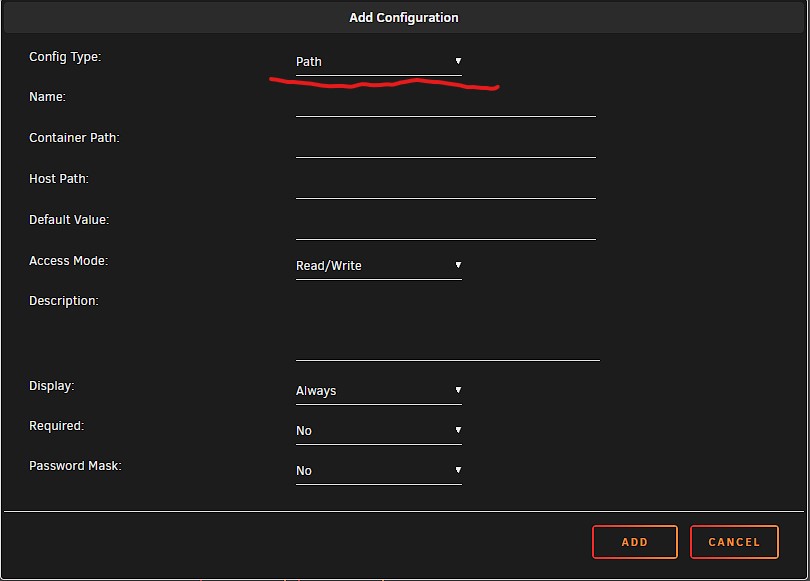 Add Configuration
Config Type: Path
Name:
Container Path:
Host Path:
Default Value:
Access Mode: Read/Write
Description:
Display: Always
Required: No
Password Mask: No
ADD CANCEL